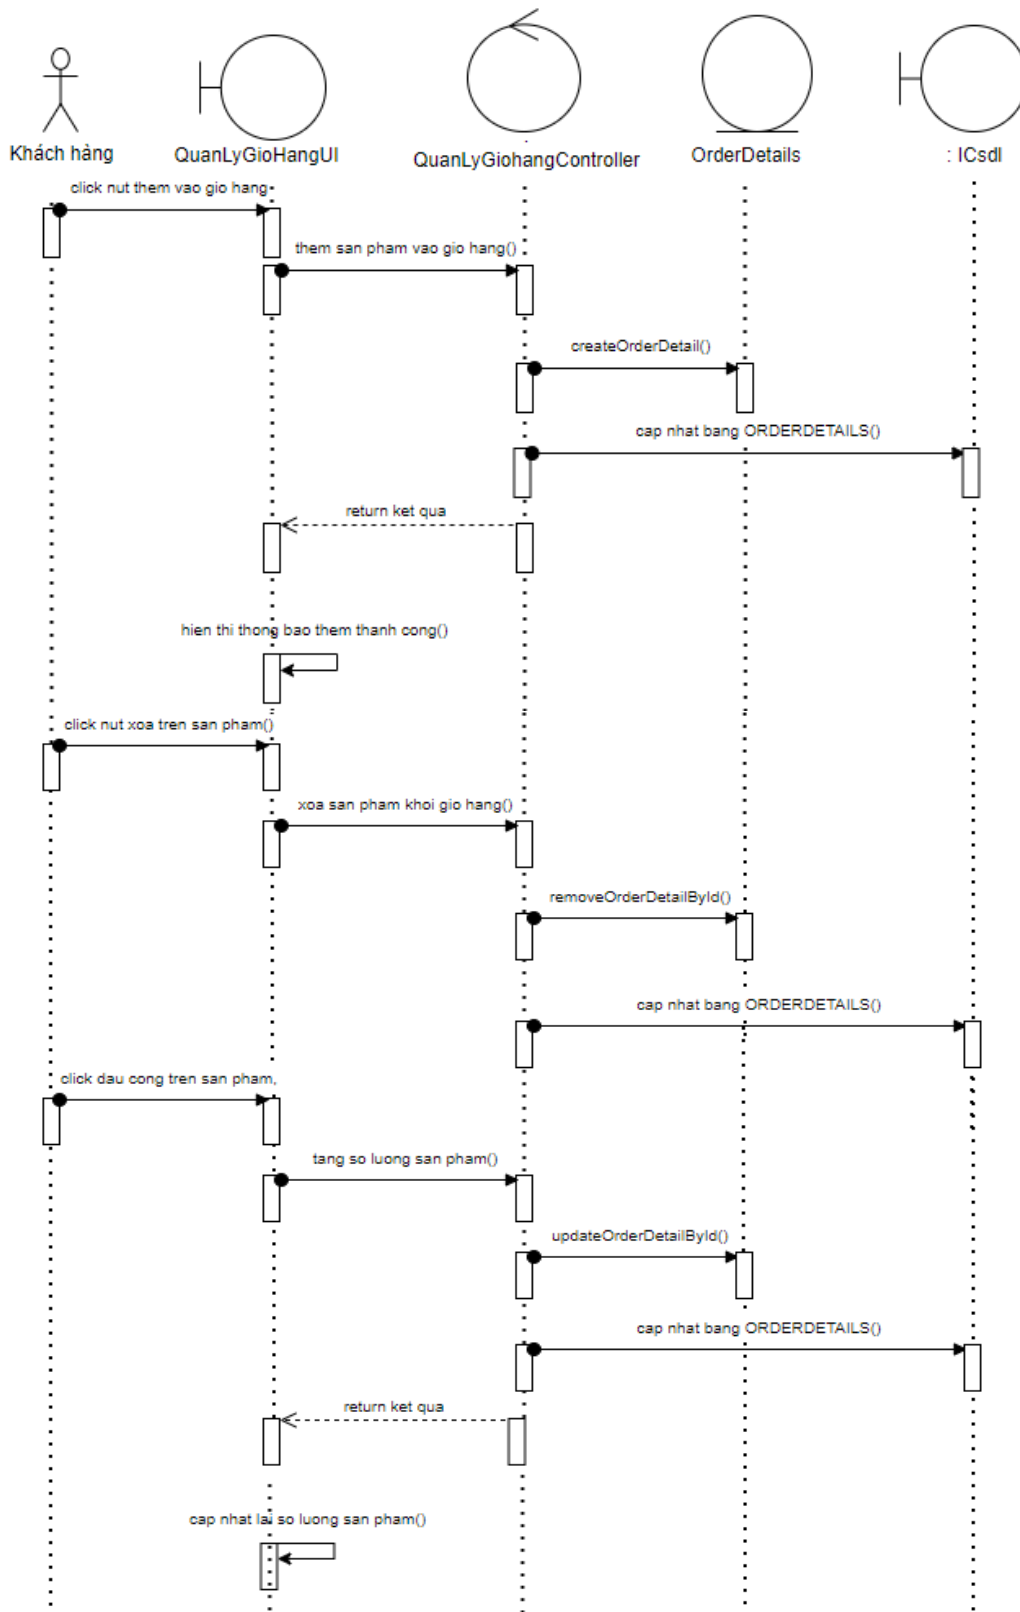 Khách hàng
QuanLyGioHangUI
QuanLyGiohangController
OrderDetails
: ICsdl
click nut them vao gio hang
them san pham vao gio hang()
createOrderDetail()
cap nhat bang ORDERDETAILS()
return ket qua
hien thi thong bao them thanh cong()
click nut xoa tren san pham()
xoa san pham khoi gio hang()
removeOrderDetailById()
cap nhat bang ORDERDETAILS()
click dau cong tren san pham,
tang so luong san pham()
updateOrderDetailById()
cap nhat bang ORDERDETAILS()
return ket qua
cap nhat lai so luong san pham()